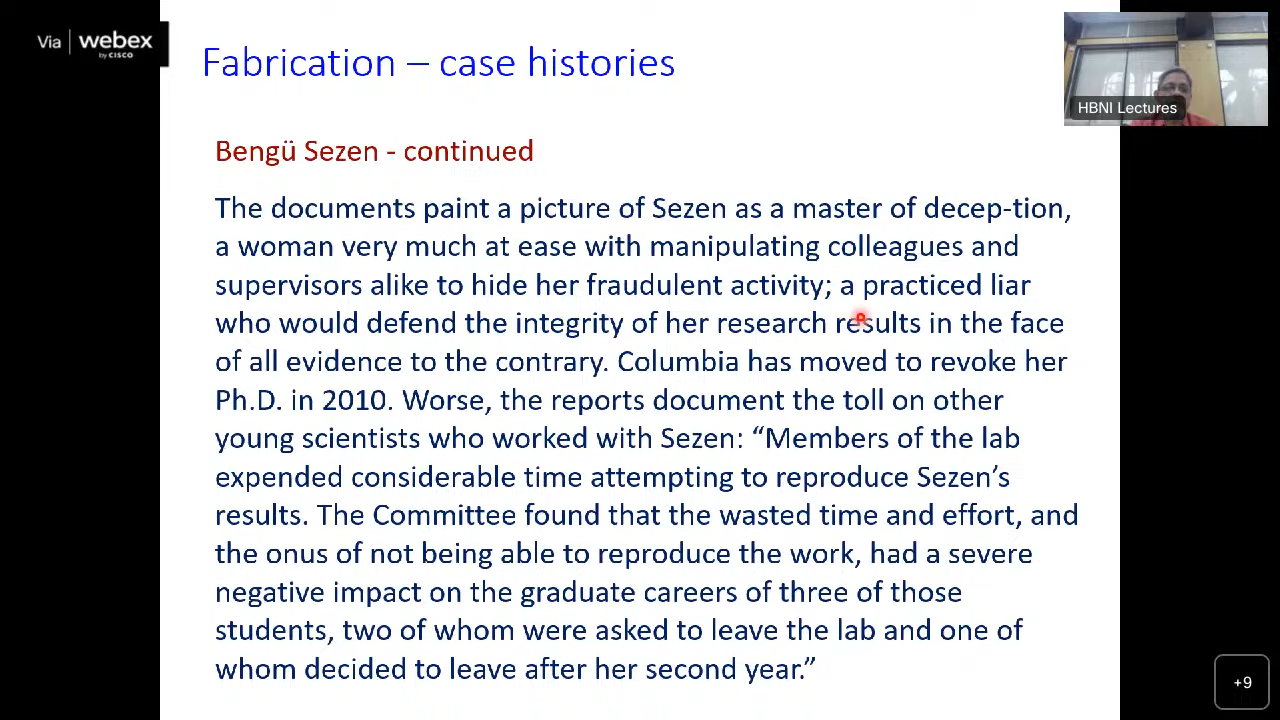 Via webex
by CISCO
Fabrication – case histories
HBNI Lectures
Bengü Sezen - continued
The documents paint a picture of Sezen as a master of decep-tion,
a woman very much at ease with manipulating colleagues and
supervisors alike to hide her fraudulent activity; a practiced liar
who would defend the integrity of her research results in the face
of all evidence to the contrary. Columbia has moved to revoke her
Ph.D. in 2010. Worse, the reports document the toll on other
young scientists who worked with Sezen: “Members of the lab
expended considerable time attempting to reproduce Sezen’s
results. The Committee found that the wasted time and effort, and
the onus of not being able to reproduce the work, had a severe
negative impact on the graduate careers of three of those
students, two of whom were asked to leave the lab and one of
whom decided to leave after her second year.”
+9